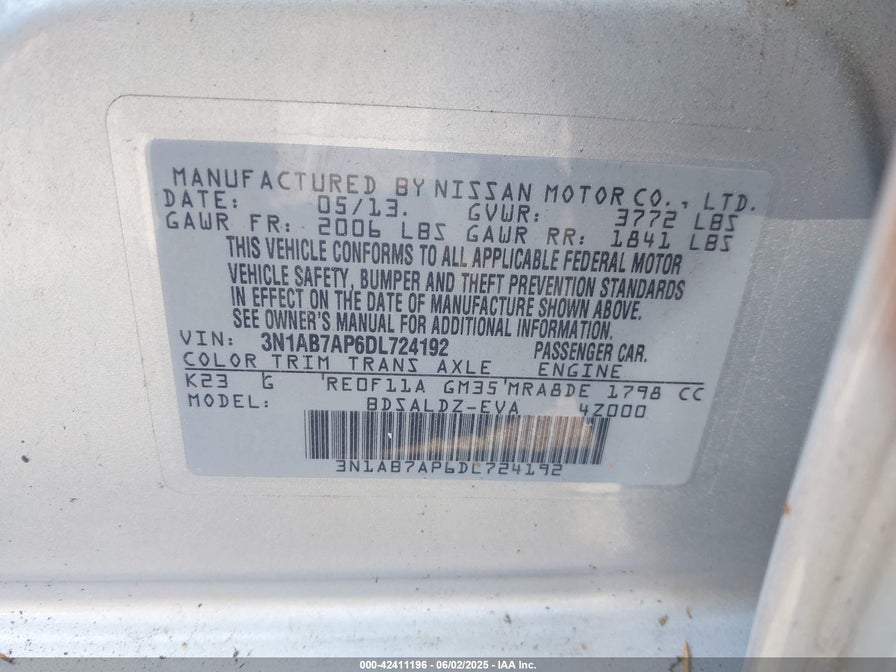 MANUFACTURED BY NISSAN MOTOR CO., LTD.
DATE: 05/13. GVWR: 3772 LBS
GAWR FR: 2006 LBS GAWR RR: 1841 LBS
THIS VEHICLE CONFORMS TO ALL APPLICABLE FEDERAL MOTOR
VEHICLE SAFETY, BUMPER AND THEFT PREVENTION STANDARDS
IN EFFECT ON THE DATE OF MANUFACTURE SHOWN ABOVE.
SEE OWNER'S MANUAL FOR ADDITIONAL INFORMATION.
VIN: 3N1AB7AP6DL724192 PASSENGER CAR.
COLOR TRIM TRANS AXLE ENGINE
K23 G RE0F11A GM35 MRA8DE 1798 CC
MODEL: BDSALDZ-EVA 4Z000
3N1AB7AP6DL724192
000-42411196 - 06/02/2025 - IAA Inc.